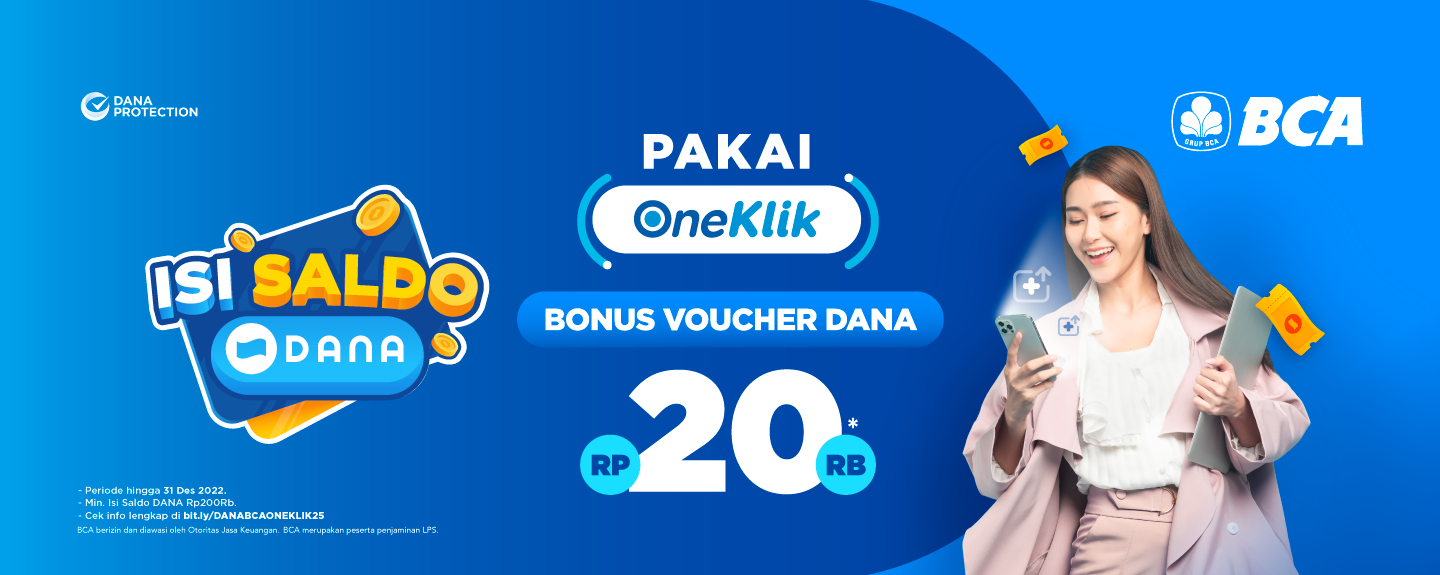 DANA
PROTECTION
ISI SALDO
DANA
- Periode hingga 31 Des 2022.
- Min. Isi Saldo DANA Rp200Rb.
- Cek info lengkap di bit.ly/DANABCAONEKLIK25
BCA berizin dan diawasi oleh Otoritas Jasa Keuangan. BCA merupakan peserta penjaminan LPS.
PAKAI
OneKlik
BONUS VOUCHER DANA
RP 20 RB*
GRUP BCA
BCA